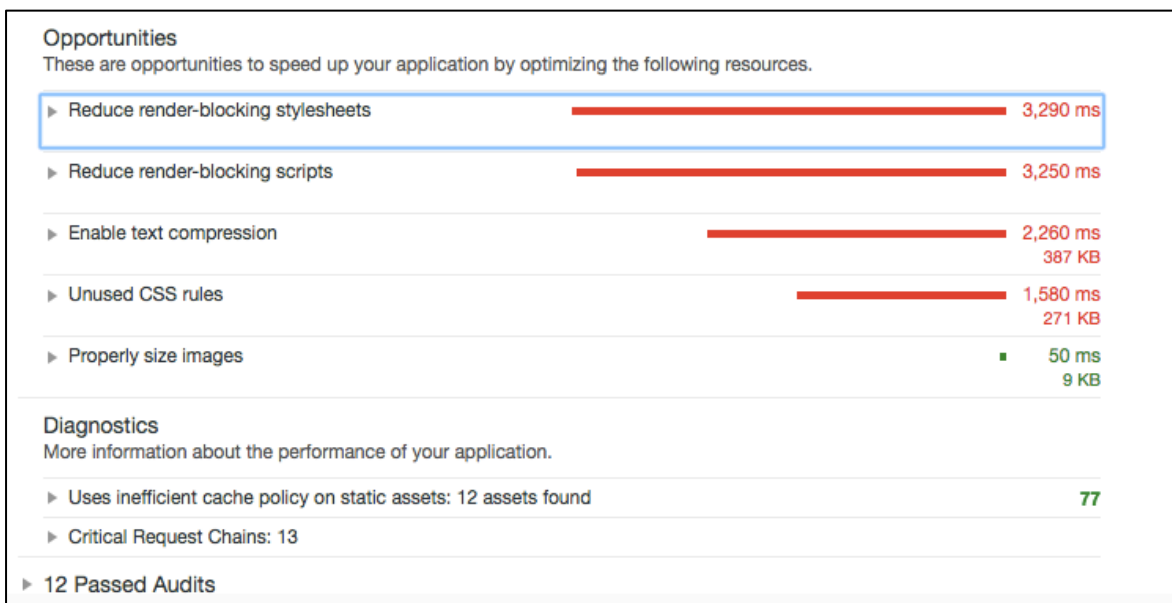 Opportunities
These are opportunities to speed up your application by optimizing the following resources.
Reduce render-blocking stylesheets 3,290 ms
Reduce render-blocking scripts 3,250 ms
Enable text compression 2,260 ms
387 KB
Unused CSS rules 1,580 ms
271 KB
Properly size images 50 ms
9 KB
Diagnostics
More information about the performance of your application.
Uses inefficient cache policy on static assets: 12 assets found 77
Critical Request Chains: 13
12 Passed Audits